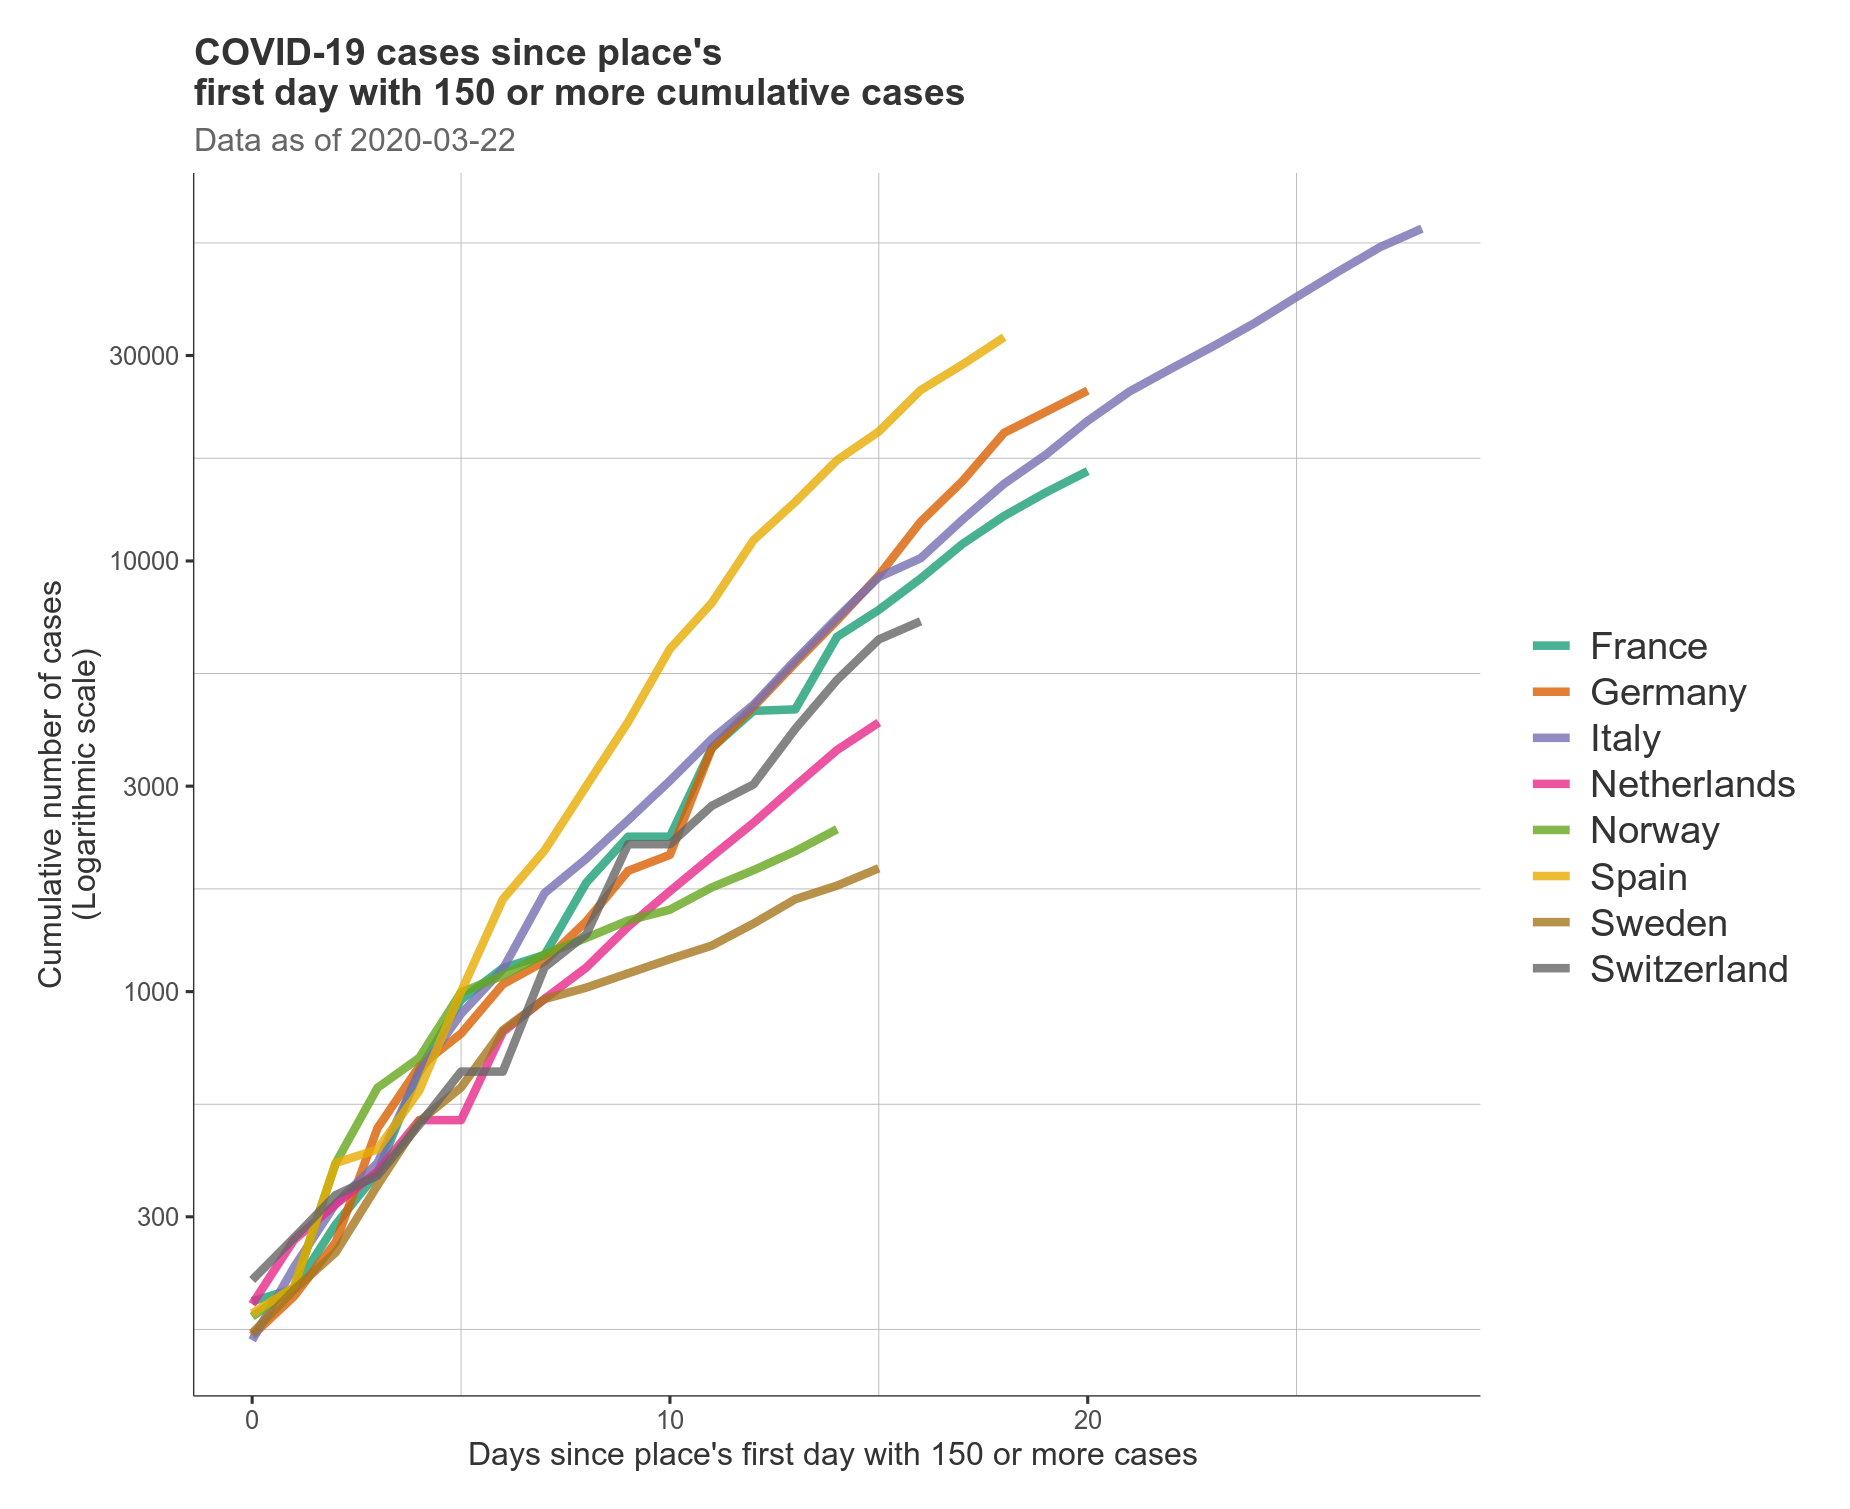 COVID-19 cases since place's
first day with 150 or more cumulative cases
Data as of 2020-03-22
Cumulative number of cases
(Logarithmic scale)
30000
10000
3000
1000
300
0
10
20
Days since place's first day with 150 or more cases
France
Germany
Italy
Netherlands
Norway
Spain
Sweden
Switzerland